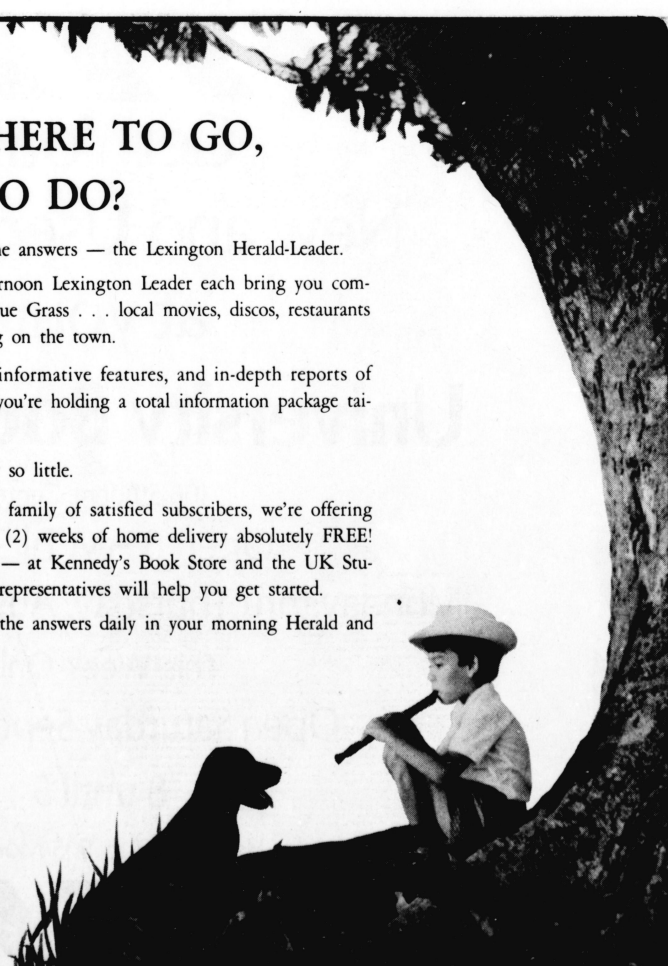 HERE TO GO,
O DO?
e answers — the Lexington Herald-Leader.
rnoon Lexington Leader each bring you com-
ue Grass . . . local movies, discos, restaurants
g on the town.
informative features, and in-depth reports of
you're holding a total information package tai-
so little.
family of satisfied subscribers, we're offering
(2) weeks of home delivery absolutely FREE!
— at Kennedy's Book Store and the UK Stu-
representatives will help you get started.
the answers daily in your morning Herald and